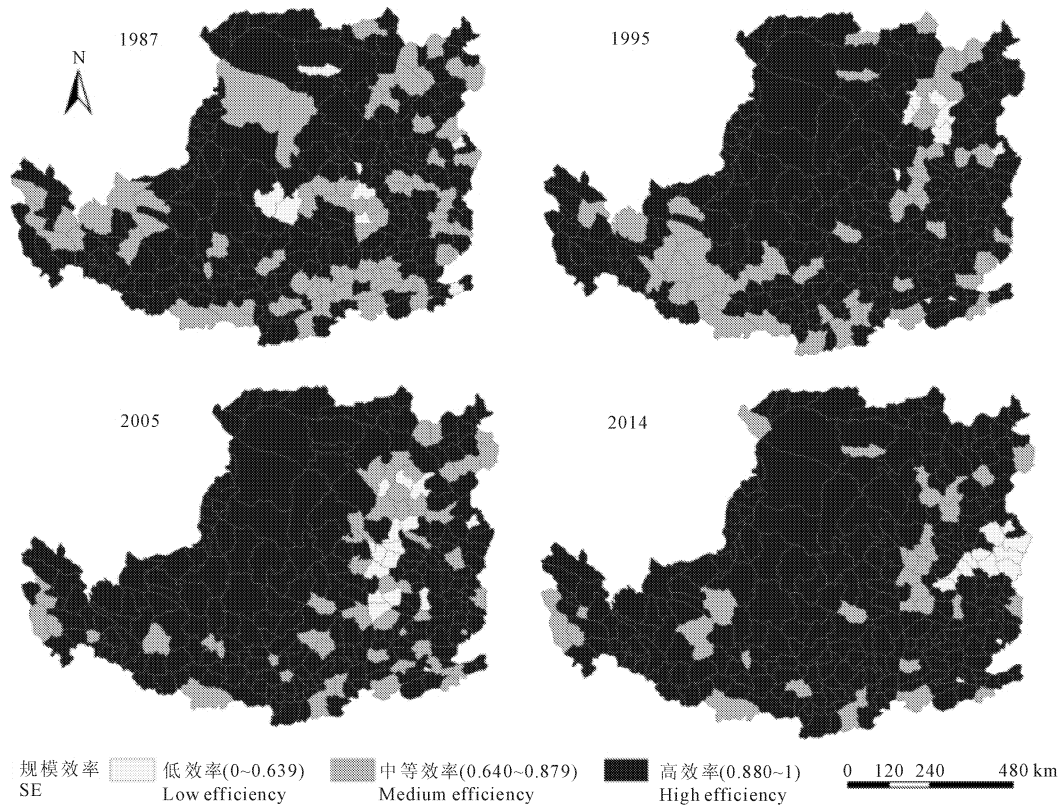 1987
1995
N
2005
2014
规模效率
SE
低效率(0~0.639)
Low efficiency
中等效率(0.640~0.879)
Medium efficiency
高效率(0.880~1)
High efficiency
0 120 240 480 km